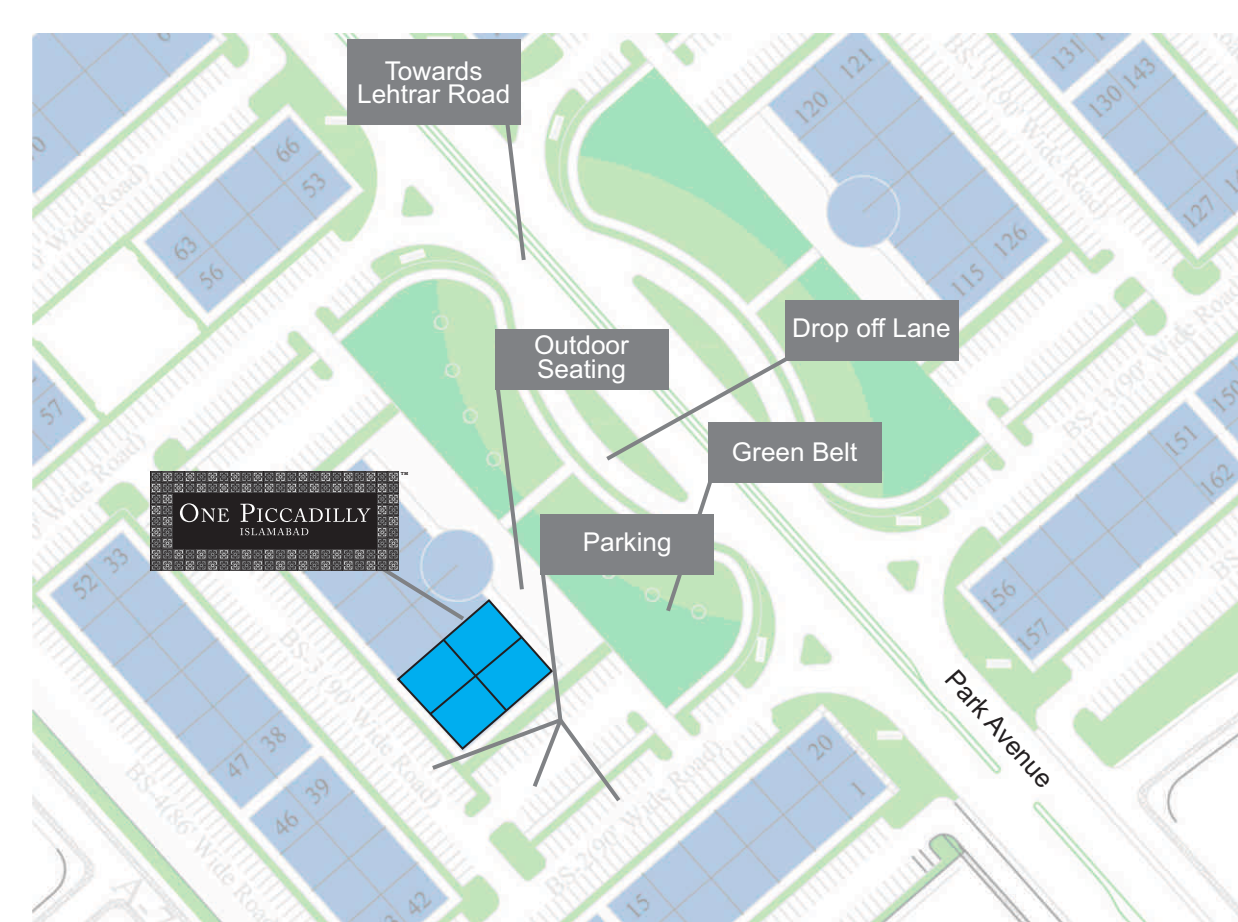 Towards
Lehtrar Road
121
120
131
143
130
127
126
115
66
53
63
56
Wide Road)
Drop off Lane
Outdoor
Seating
Green Belt
57
151
162
150
BS-13(90' Wide Road)
ONE PICCADILLY
ISLAMABAD
™
Parking
52
33
156
157
Park Avenue
BS-3(90' Wide Road)
38
47
39
46
20
1
BS-4(86' Wide Road)
BS-2(90' Wide Road)
42
15